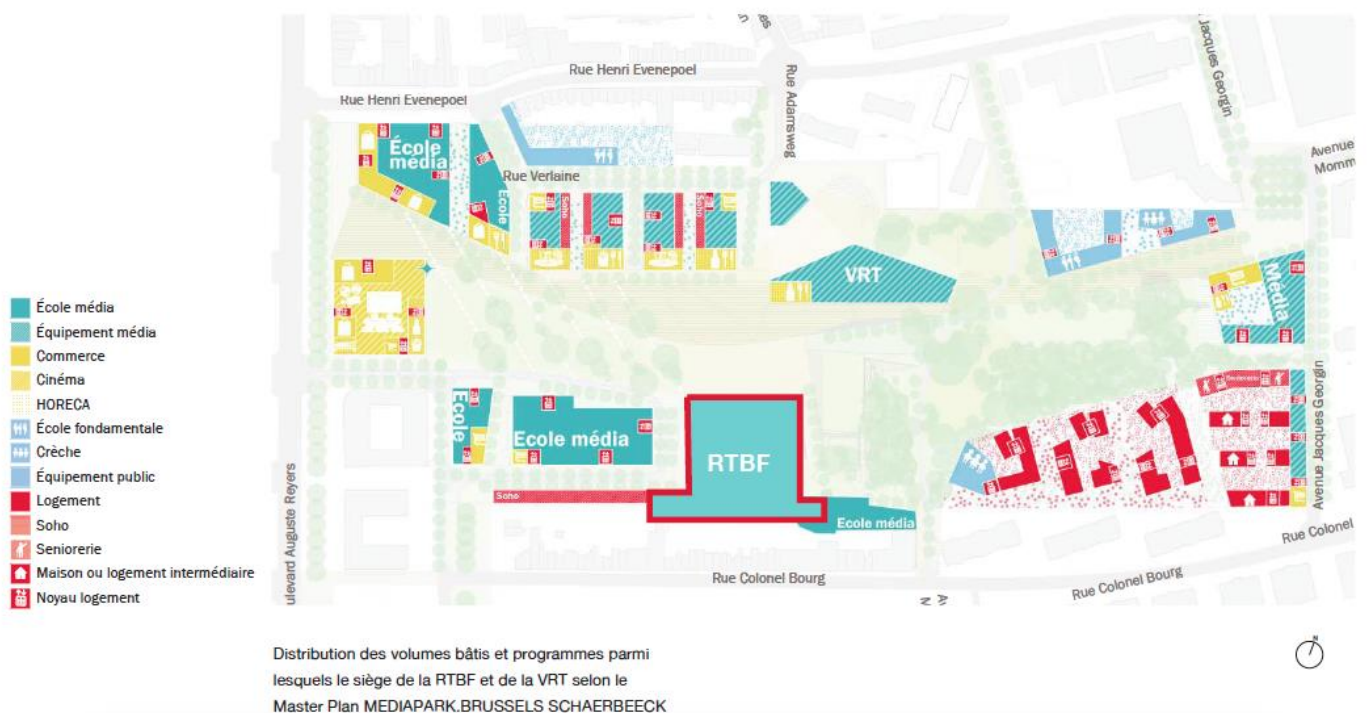 Rue Henri Evenepoel
Rue Henri Evenepoel
Rue Adamsweg
Jacques Georgin
Avenue
Momm
École
média
École
Rue Verlaine
Soho
Soho
VRT
Média
École média
Équipement média
Commerce
Cinéma
HORECA
École fondamentale
Crèche
Équipement public
Logement
Soho
Seniorerie
Maison ou logement intermédiaire
Noyau logement
Seniorerie
Ecole
Ecole média
RTBF
Soho
Ecole média
Avenue Jacques Georgin
ulevard Auguste Reyers
Rue Colonel Bourg
Rue Colonel Bourg
Rue Colonel
N
Distribution des volumes bâtis et programmes parmi
lesquels le siège de la RTBF et de la VRT selon le
Master Plan MEDIAPARK.BRUSSELS SCHAERBEECK